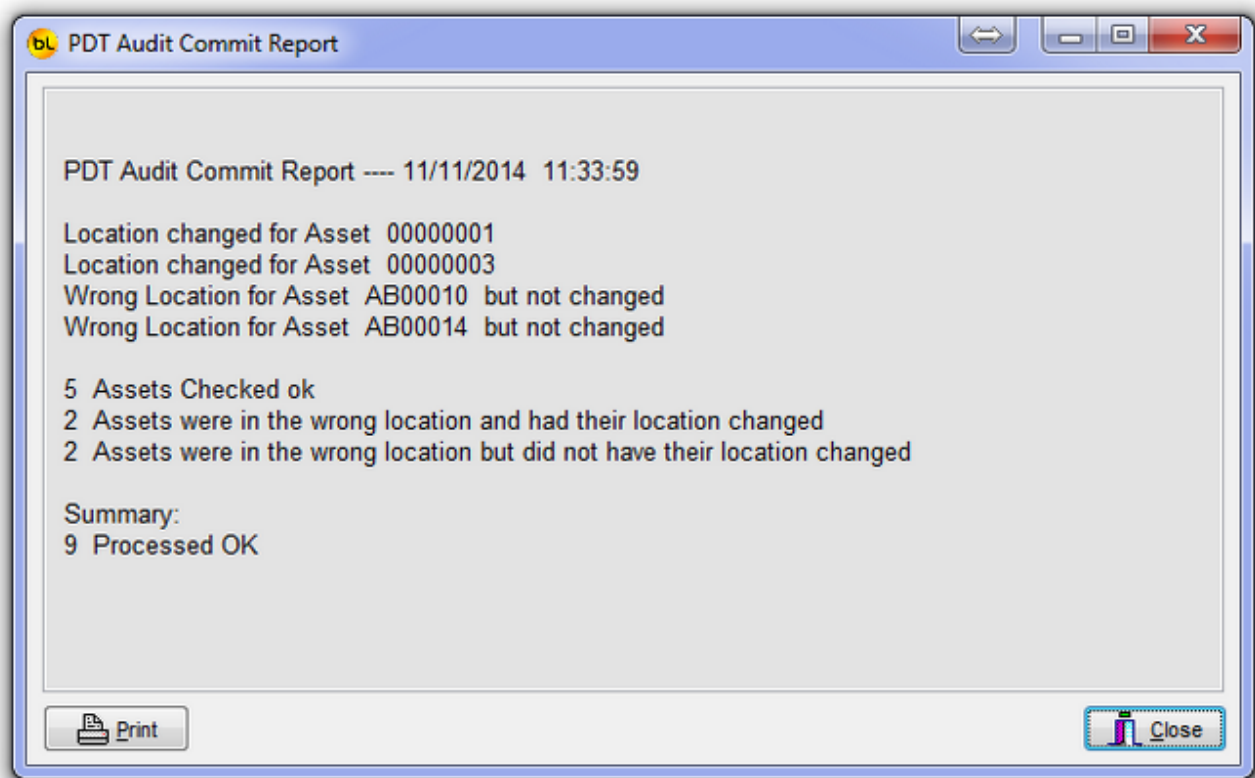 bL PDT Audit Commit Report
PDT Audit Commit Report ---- 11/11/2014 11:33:59
Location changed for Asset 00000001
Location changed for Asset 00000003
Wrong Location for Asset AB00010 but not changed
Wrong Location for Asset AB00014 but not changed
5 Assets Checked ok
2 Assets were in the wrong location and had their location changed
2 Assets were in the wrong location but did not have their location changed
Summary:
9 Processed OK
Print
Close